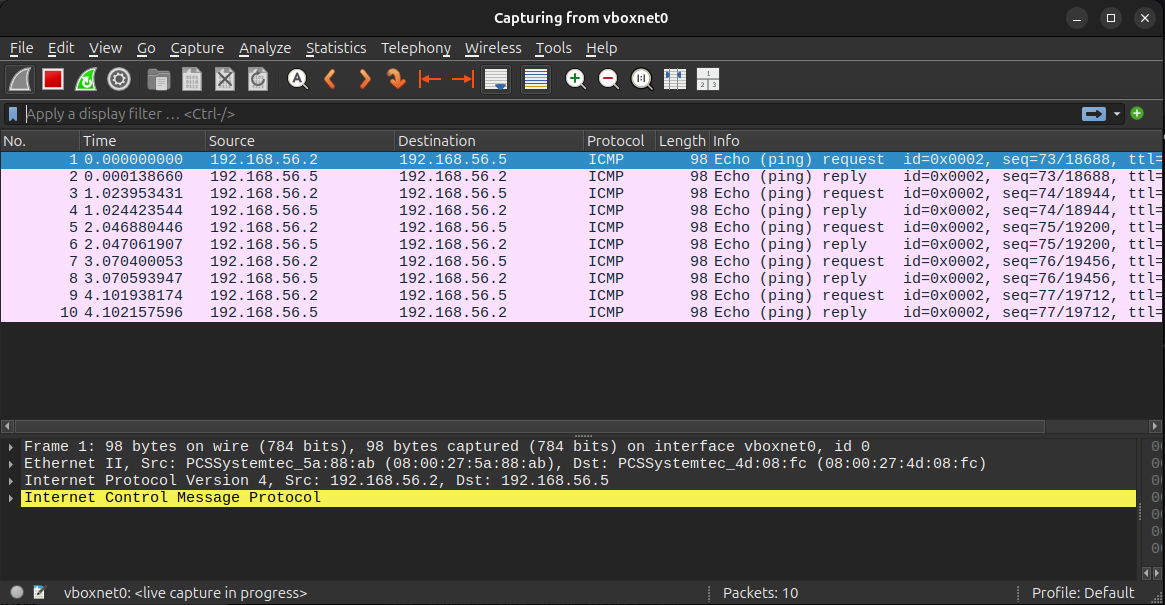 Capturing from vboxnet0
File Edit View Go Capture Analyze Statistics Telephony Wireless Tools Help
Apply a display filter … <Ctrl-/>
No. Time Source Destination Protocol Length Info
1 0.000000000 192.168.56.2 192.168.56.5 ICMP 98 Echo (ping) request id=0x0002, seq=73/18688, ttl=
2 0.000138660 192.168.56.5 192.168.56.2 ICMP 98 Echo (ping) reply id=0x0002, seq=73/18688, ttl=
3 1.023953431 192.168.56.2 192.168.56.5 ICMP 98 Echo (ping) request id=0x0002, seq=74/18944, ttl=
4 1.024423544 192.168.56.5 192.168.56.2 ICMP 98 Echo (ping) reply id=0x0002, seq=74/18944, ttl=
5 2.046880446 192.168.56.2 192.168.56.5 ICMP 98 Echo (ping) request id=0x0002, seq=75/19200, ttl=
6 2.047061907 192.168.56.5 192.168.56.2 ICMP 98 Echo (ping) reply id=0x0002, seq=75/19200, ttl=
7 3.070400053 192.168.56.2 192.168.56.5 ICMP 98 Echo (ping) request id=0x0002, seq=76/19456, ttl=
8 3.070593947 192.168.56.5 192.168.56.2 ICMP 98 Echo (ping) reply id=0x0002, seq=76/19456, ttl=
9 4.101938174 192.168.56.2 192.168.56.5 ICMP 98 Echo (ping) request id=0x0002, seq=77/19712, ttl=
10 4.102157596 192.168.56.5 192.168.56.2 ICMP 98 Echo (ping) reply id=0x0002, seq=77/19712, ttl=
Frame 1: 98 bytes on wire (784 bits), 98 bytes captured (784 bits) on interface vboxnet0, id 0
Ethernet II, Src: PCSSystemtec_5a:88:ab (08:00:27:5a:88:ab), Dst: PCSSystemtec_4d:08:fc (08:00:27:4d:08:fc)
Internet Protocol Version 4, Src: 192.168.56.2, Dst: 192.168.56.5
Internet Control Message Protocol
vboxnet0: <live capture in progress> Packets: 10 Profile: Default